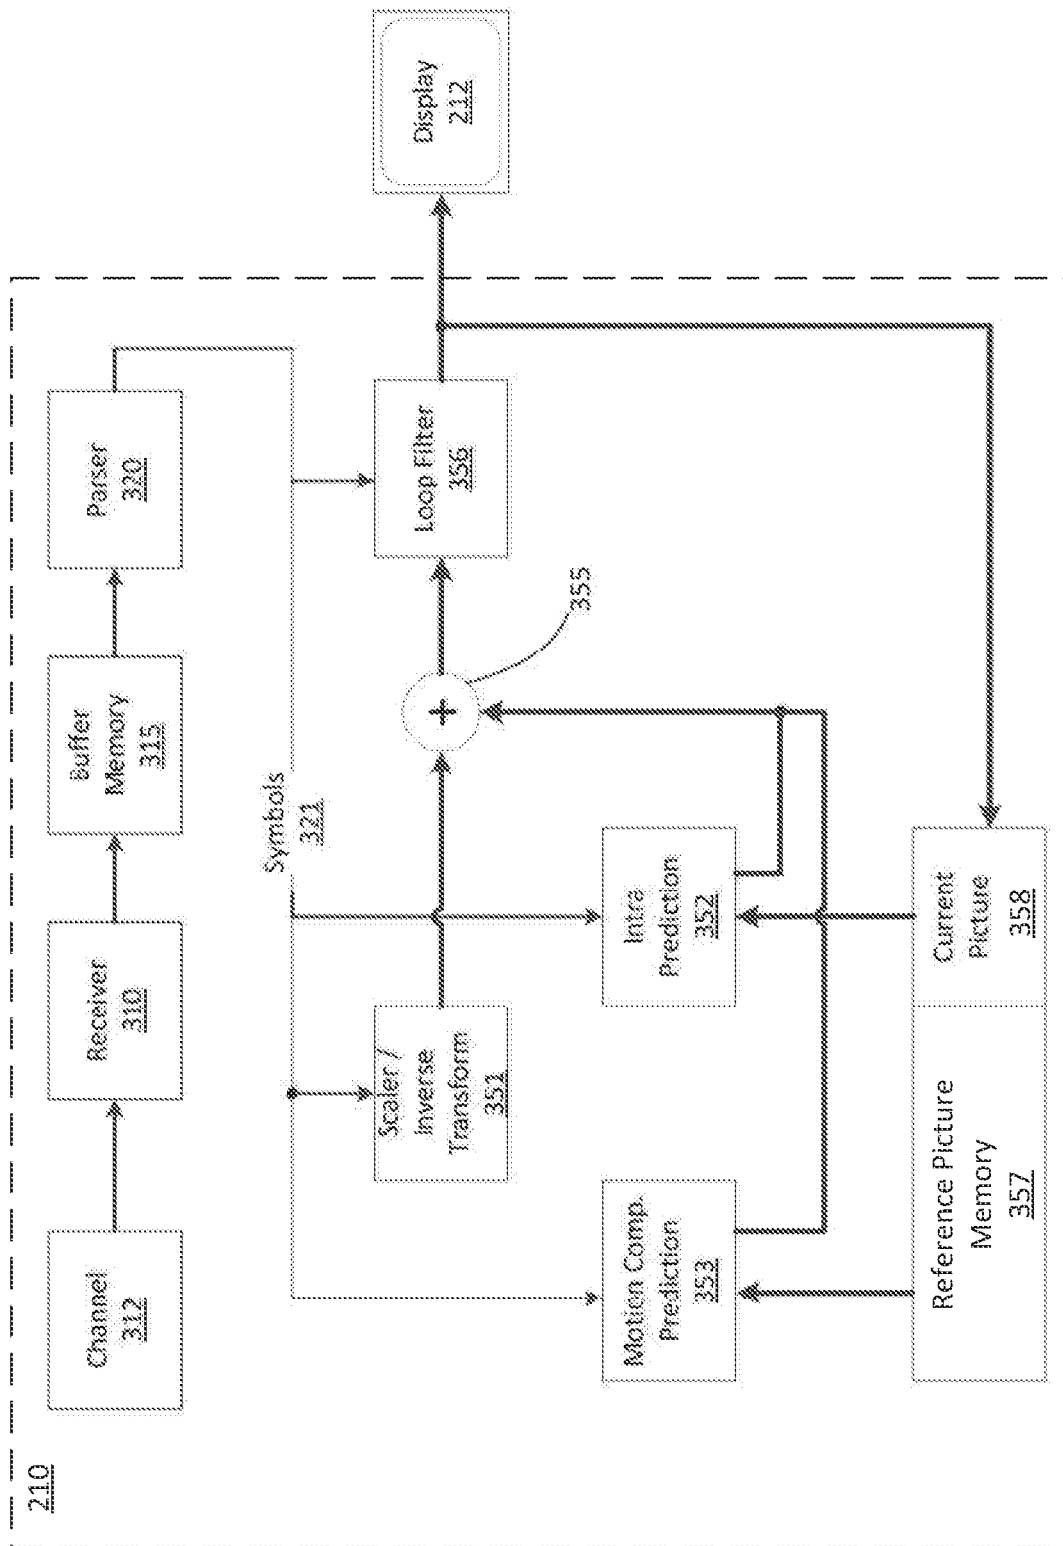 210
Channel
312
Receiver
310
Buffer
Memory
315
Parser
320
Symbols
321
Scaler /
Inverse
Transform
351
+
355
Loop Filter
356
Display
212
Motion Comp.
Prediction
353
Intra
Prediction
352
Reference Picture
Memory
357
Current
Picture
358